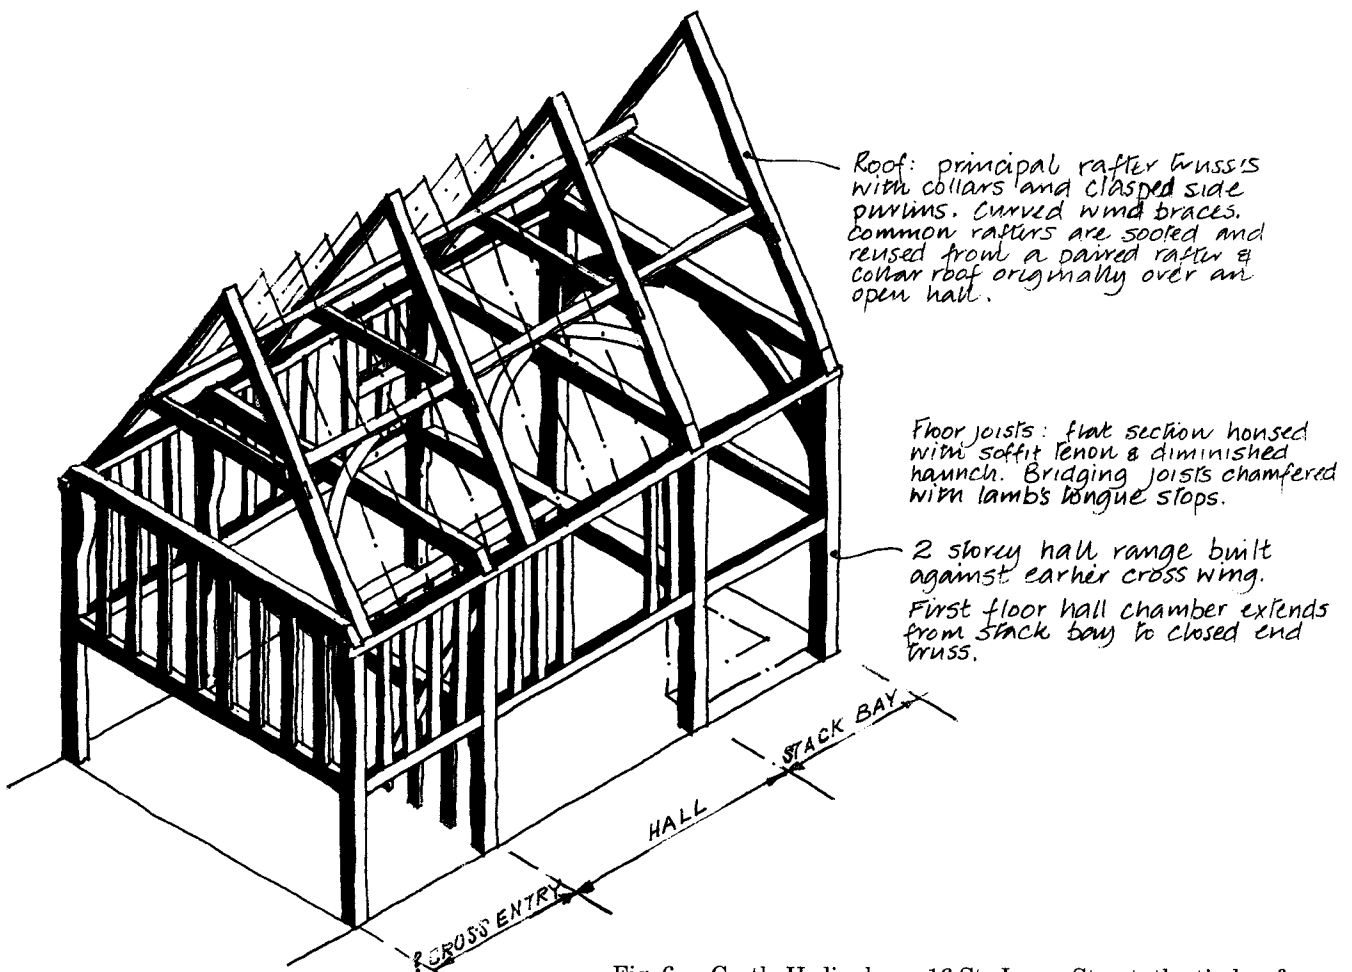 Roof: principal rafter truss's
with collars and clasped side
purlins. Curved wind braces.
Common rafters are sooted and
reused from a paired rafter &
collar roof originally over an
open hall.
Floor joists: flat section housed
with soffit tenon & diminished
haunch. Bridging joists chamfered
with lamb's tongue stops.
2 storey hall range built
against earlier cross wing.
First floor hall chamber extends
from stack bay to closed end
truss.
STACK BAY
HALL
? CROSS ENTRY